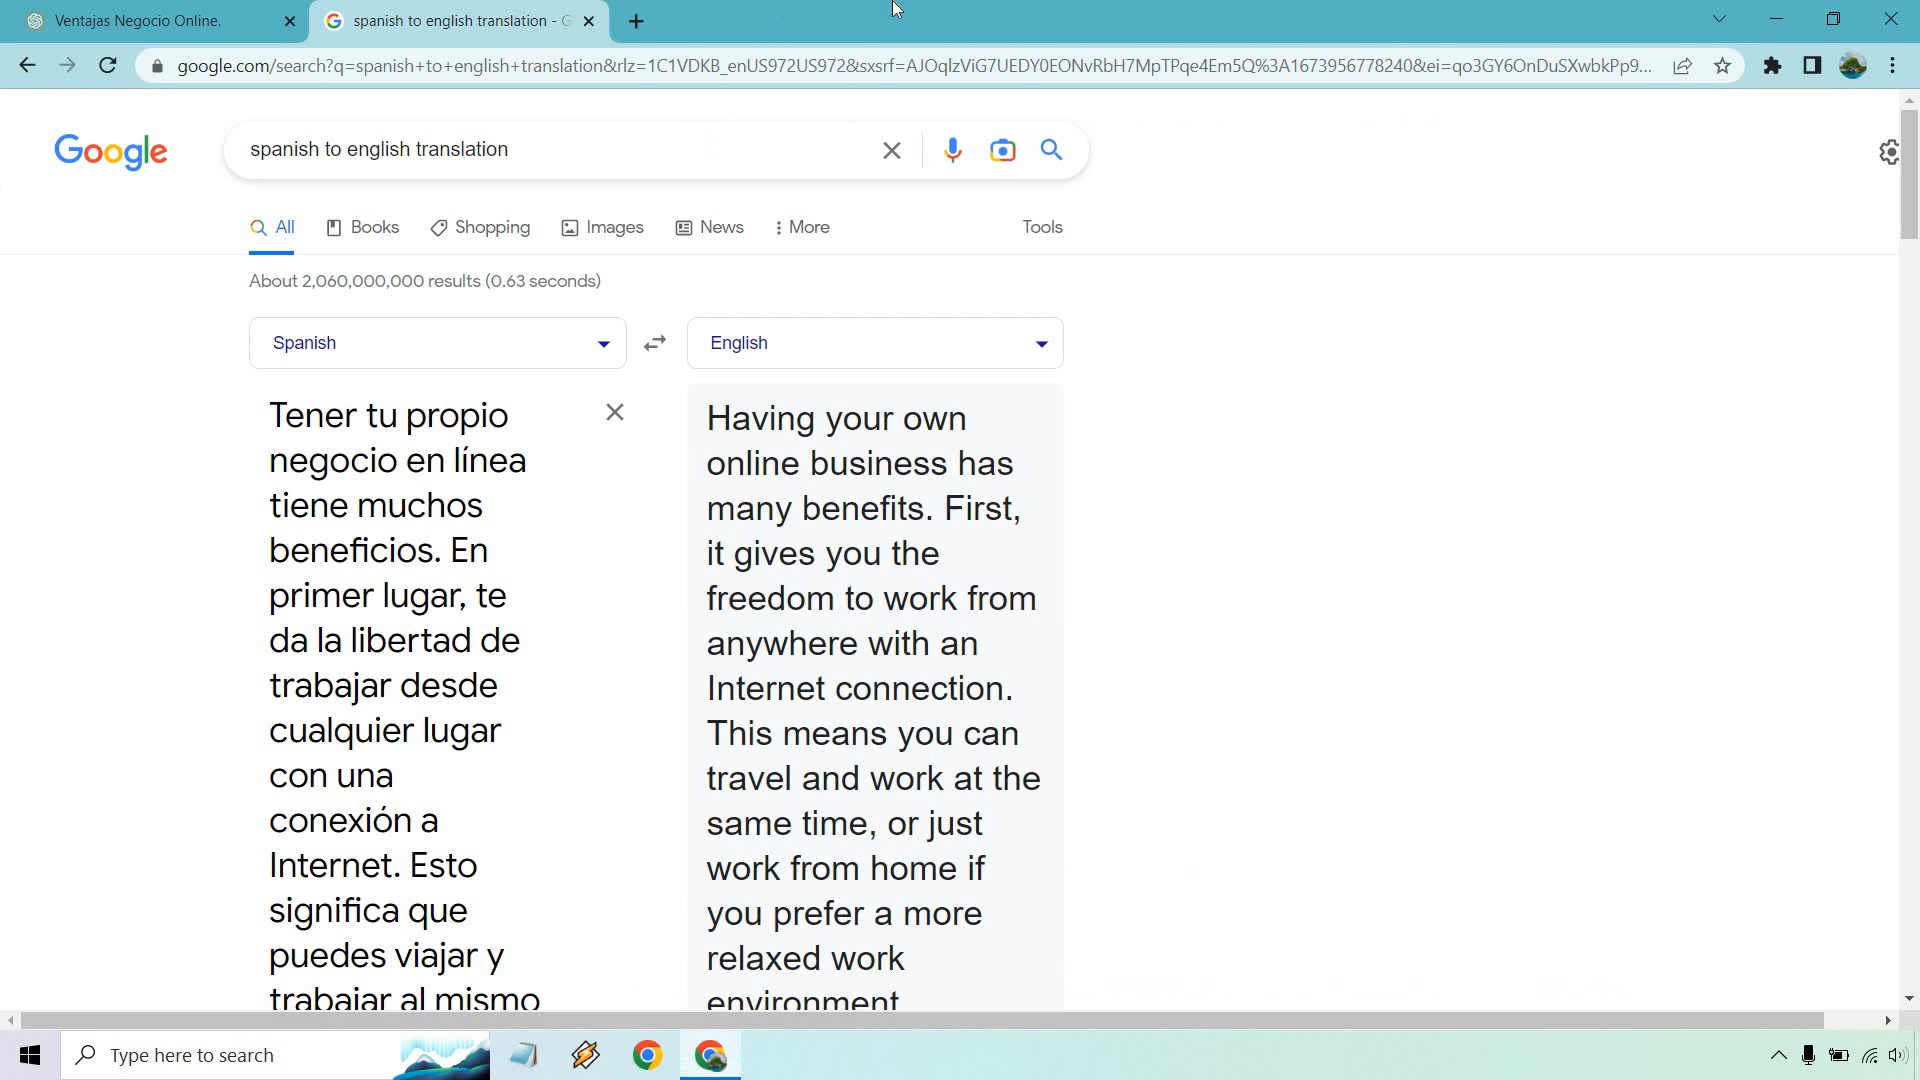 Ventajas Negocio Online.
spanish to english translation - G
google.com/search?q=spanish+to+english+translation&rlz=1C1VDKB_enUS972US972&sxsrf=AJOqlzViG7UEDY0EONvRbH7MpTPqe4Em5Q%3A1673956778240&ei=qo3GY6OnDuSXwbkPp9...
Google
spanish to english translation
All
Books
Shopping
Images
News
More
Tools
About 2,060,000,000 results (0.63 seconds)
Spanish
English
Tener tu propio
negocio en línea
tiene muchos
beneficios. En
primer lugar, te
da la libertad de
trabajar desde
cualquier lugar
con una
conexión a
Internet. Esto
significa que
puedes viajar y
trabajar al mismo
Having your own
online business has
many benefits. First,
it gives you the
freedom to work from
anywhere with an
Internet connection.
This means you can
travel and work at the
same time, or just
work from home if
you prefer a more
relaxed work
environment
Type here to search